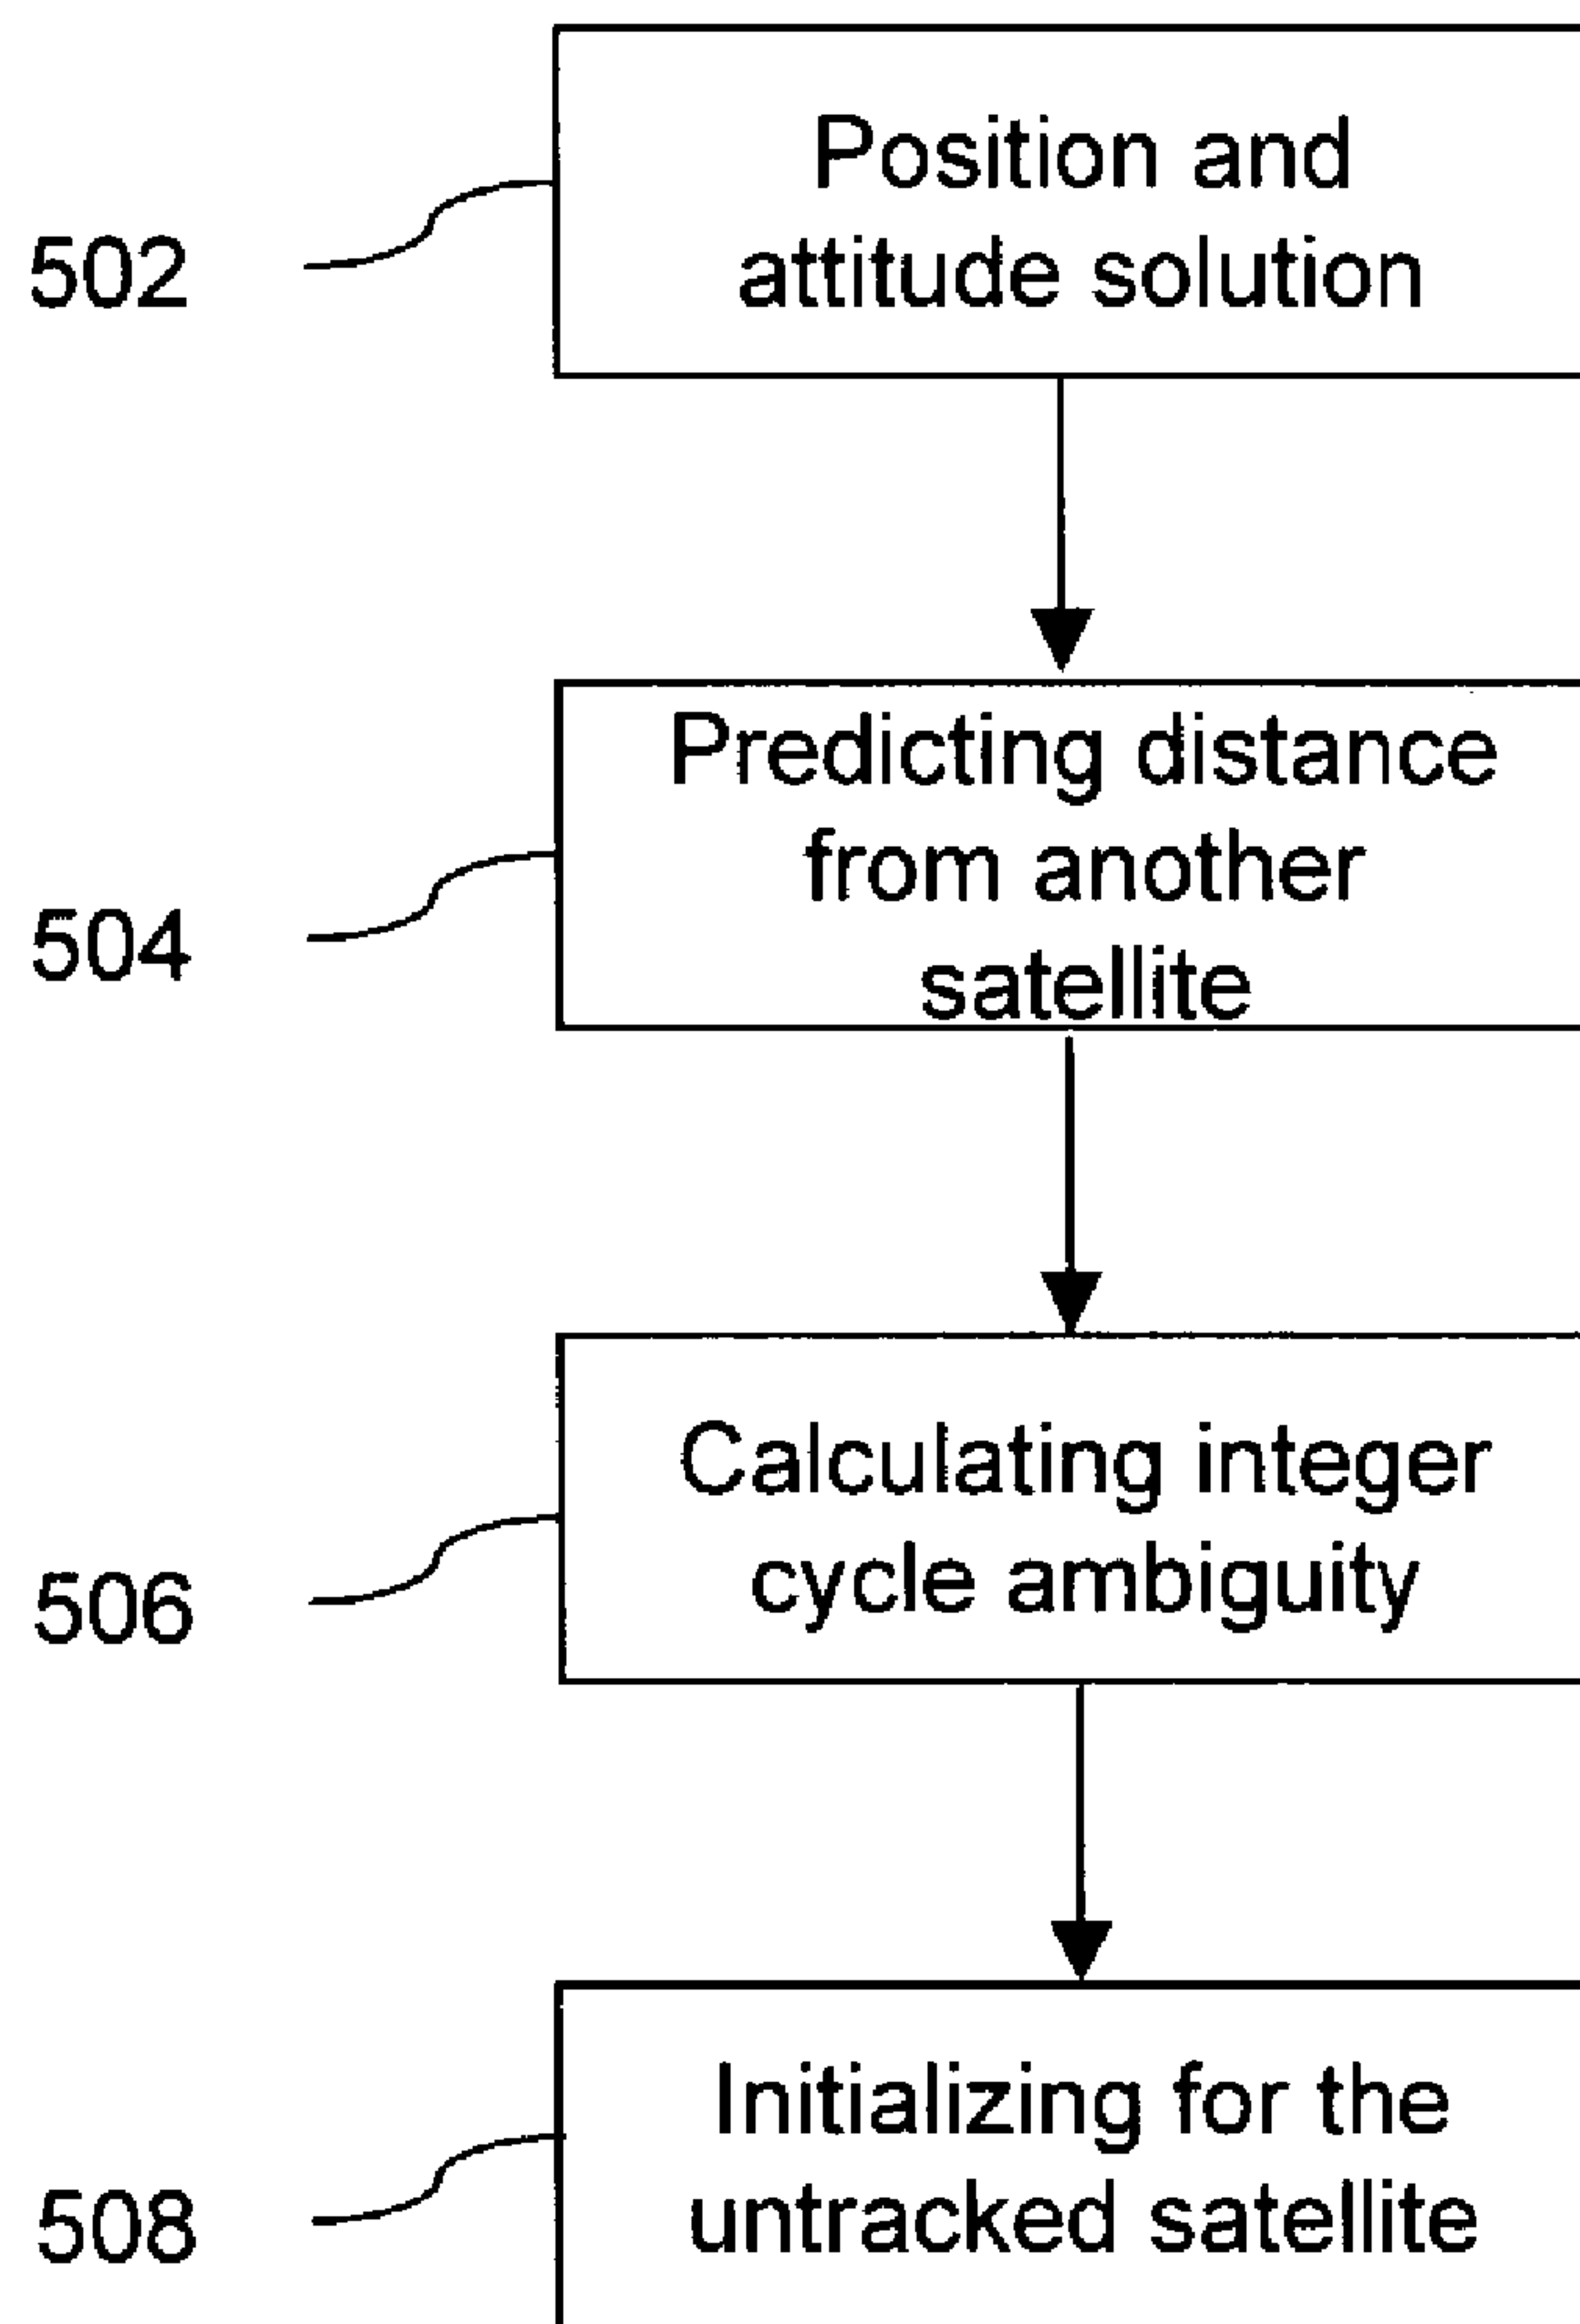 Position and
attitude solution
502
Predicting distance
from another
satellite
504
Calculating integer
cycle ambiguity
506
Initializing for the
untracked satellite
508